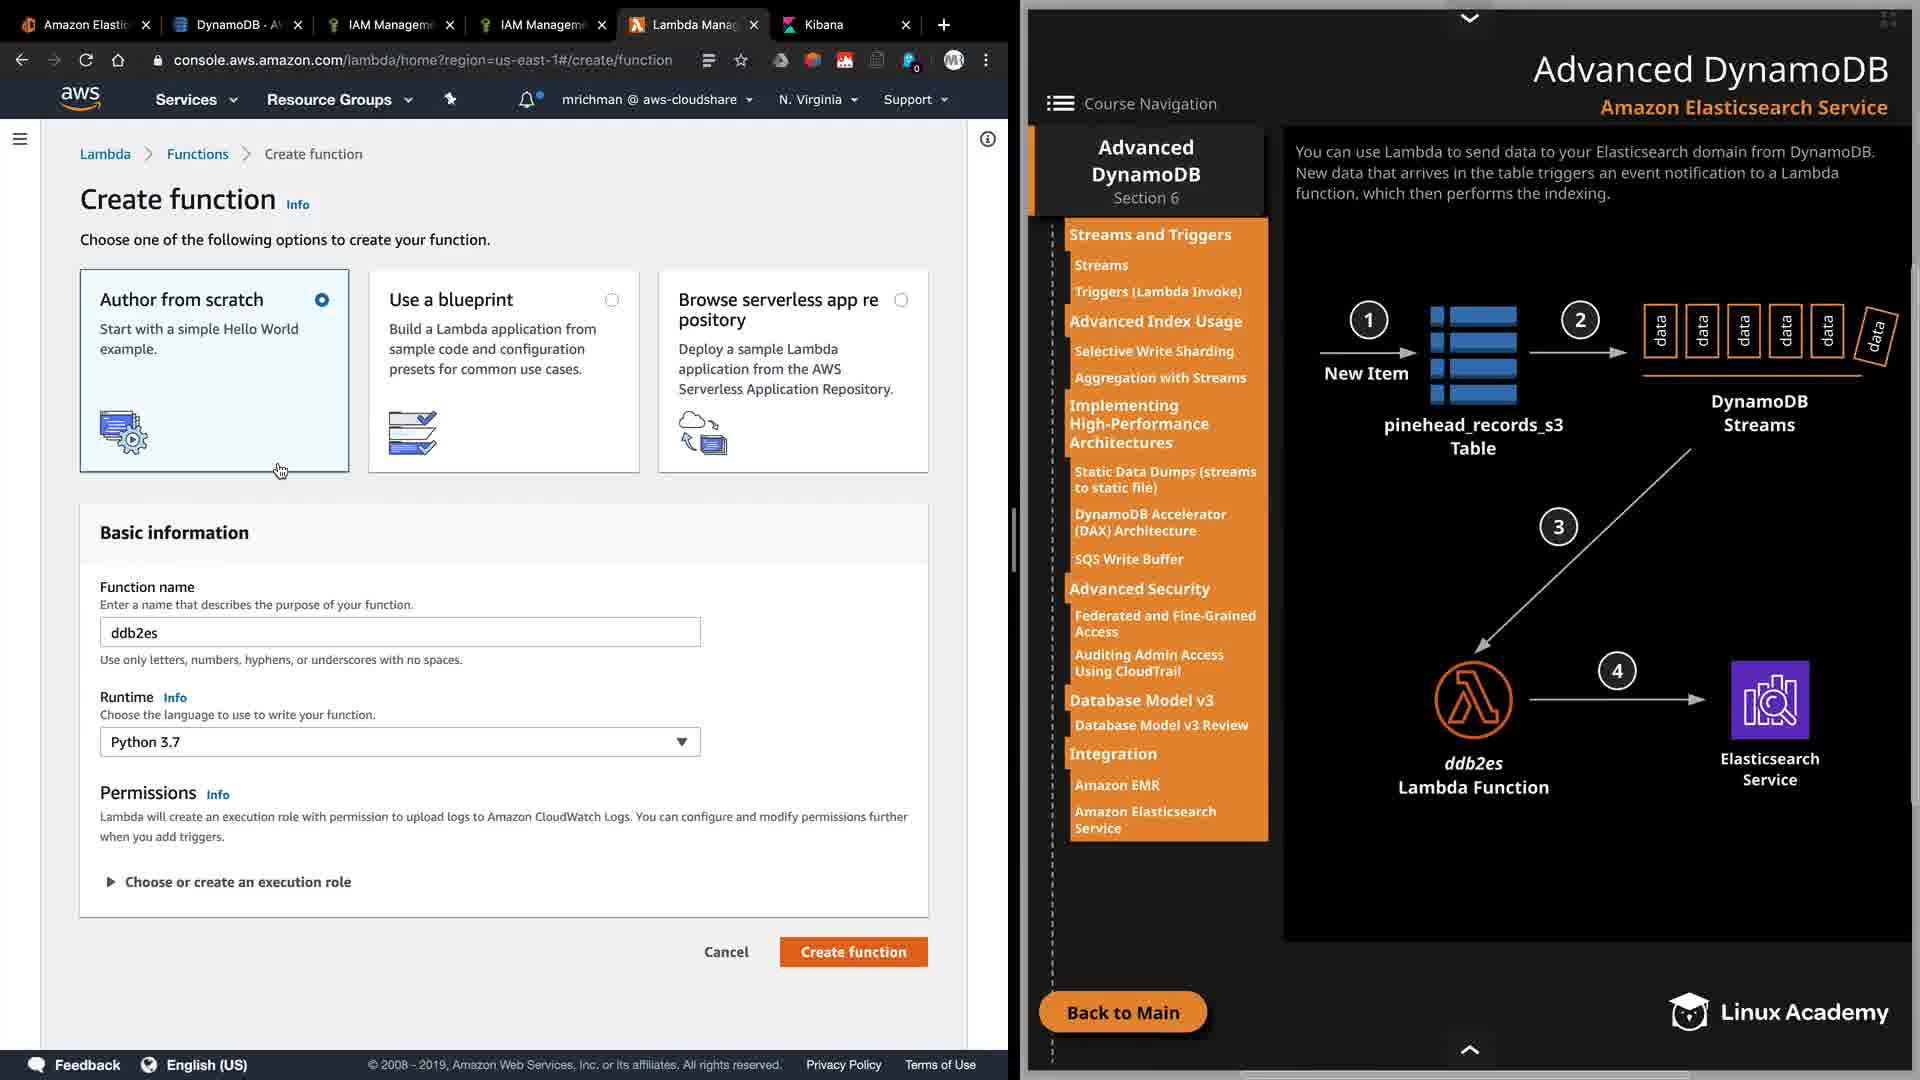 Amazon Elastic
DynamoDB - AV
IAM Managem
IAM Managem
Lambda Mana
Kibana
console.aws.amazon.com/lambda/home?region=us-east-1#/create/function
0
MR
aws
Services
Resource Groups
mrichman @ aws-cloudshare
N. Virginia
Support
Lambda
Functions
Create function
Create function
Info
Choose one of the following options to create your function.
Author from scratch
Start with a simple Hello World
example.
Use a blueprint
Build a Lambda application from
sample code and configuration
presets for common use cases.
Browse serverless app re
pository
Deploy a sample Lambda
application from the AWS
Serverless Application Repository.
Basic information
Function name
Enter a name that describes the purpose of your function.
ddb2es
Use only letters, numbers, hyphens, or underscores with no spaces.
Runtime Info
Choose the language to use to write your function.
Python 3.7
Permissions Info
Lambda will create an execution role with permission to upload logs to Amazon CloudWatch Logs. You can configure and modify permissions further
when you add triggers.
Choose or create an execution role
Cancel
Create function
Feedback
English (US)
© 2008 - 2019, Amazon Web Services, Inc. or its affiliates. All rights reserved.
Privacy Policy
Terms of Use
Advanced DynamoDB
Amazon Elasticsearch Service
Course Navigation
Advanced
DynamoDB
Section 6
Streams and Triggers
Streams
Triggers (Lambda Invoke)
Advanced Index Usage
Selective Write Sharding
Aggregation with Streams
Implementing
High-Performance
Architectures
Static Data Dumps (streams
to static file)
DynamoDB Accelerator
(DAX) Architecture
SQS Write Buffer
Advanced Security
Federated and Fine-Grained
Access
Auditing Admin Access
Using CloudTrail
Database Model v3
Database Model v3 Review
Integration
Amazon EMR
Amazon Elasticsearch
Service
Back to Main
You can use Lambda to send data to your Elasticsearch domain from DynamoDB.
New data that arrives in the table triggers an event notification to a Lambda
function, which then performs the indexing.
1
New Item
pinehead_records_s3
Table
2
data
data
data
data
data
data
DynamoDB
Streams
3
ddb2es
Lambda Function
4
Elasticsearch
Service
Linux Academy